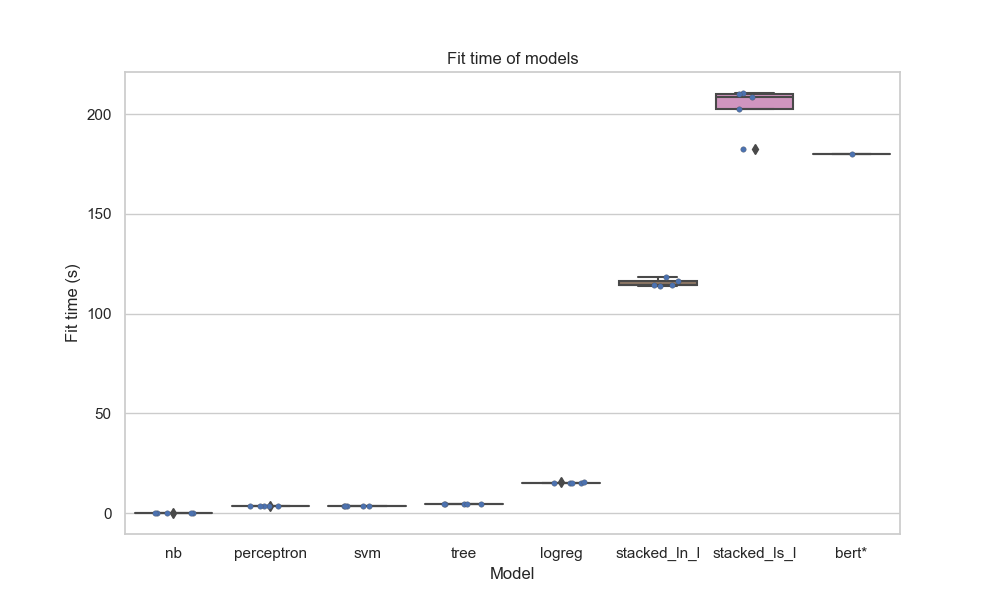 Fit time of models
Fit time (s)
200
150
100
50
0
nb perceptron svm tree logreg stacked_ln_l stacked_ls_l bert*
Model